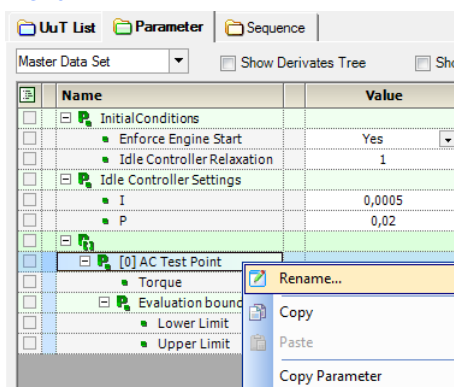 UuT List Parameter Sequence
Master Data Set Show Derivates Tree
Name Value
InitialConditions
Enforce Engine Start Yes
Idle Controller Relaxation 1
Idle Controller Settings
I 0,0005
P 0,02
[0] AC Test Point
Rename...
Torque
Evaluation bound
Copy
Lower Limit
Upper Limit Paste
Copy Parameter